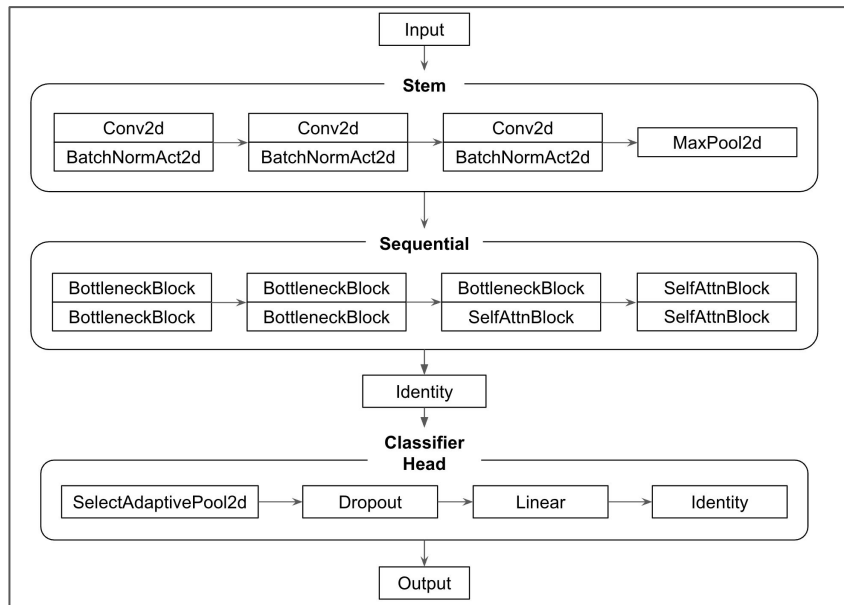 Input
Stem
Conv2d
BatchNormAct2d
Conv2d
BatchNormAct2d
Conv2d
BatchNormAct2d
MaxPool2d
Sequential
BottleneckBlock
BottleneckBlock
BottleneckBlock
BottleneckBlock
BottleneckBlock
SelfAttnBlock
SelfAttnBlock
SelfAttnBlock
Identity
Classifier
Head
SelectAdaptivePool2d
Dropout
Linear
Identity
Output